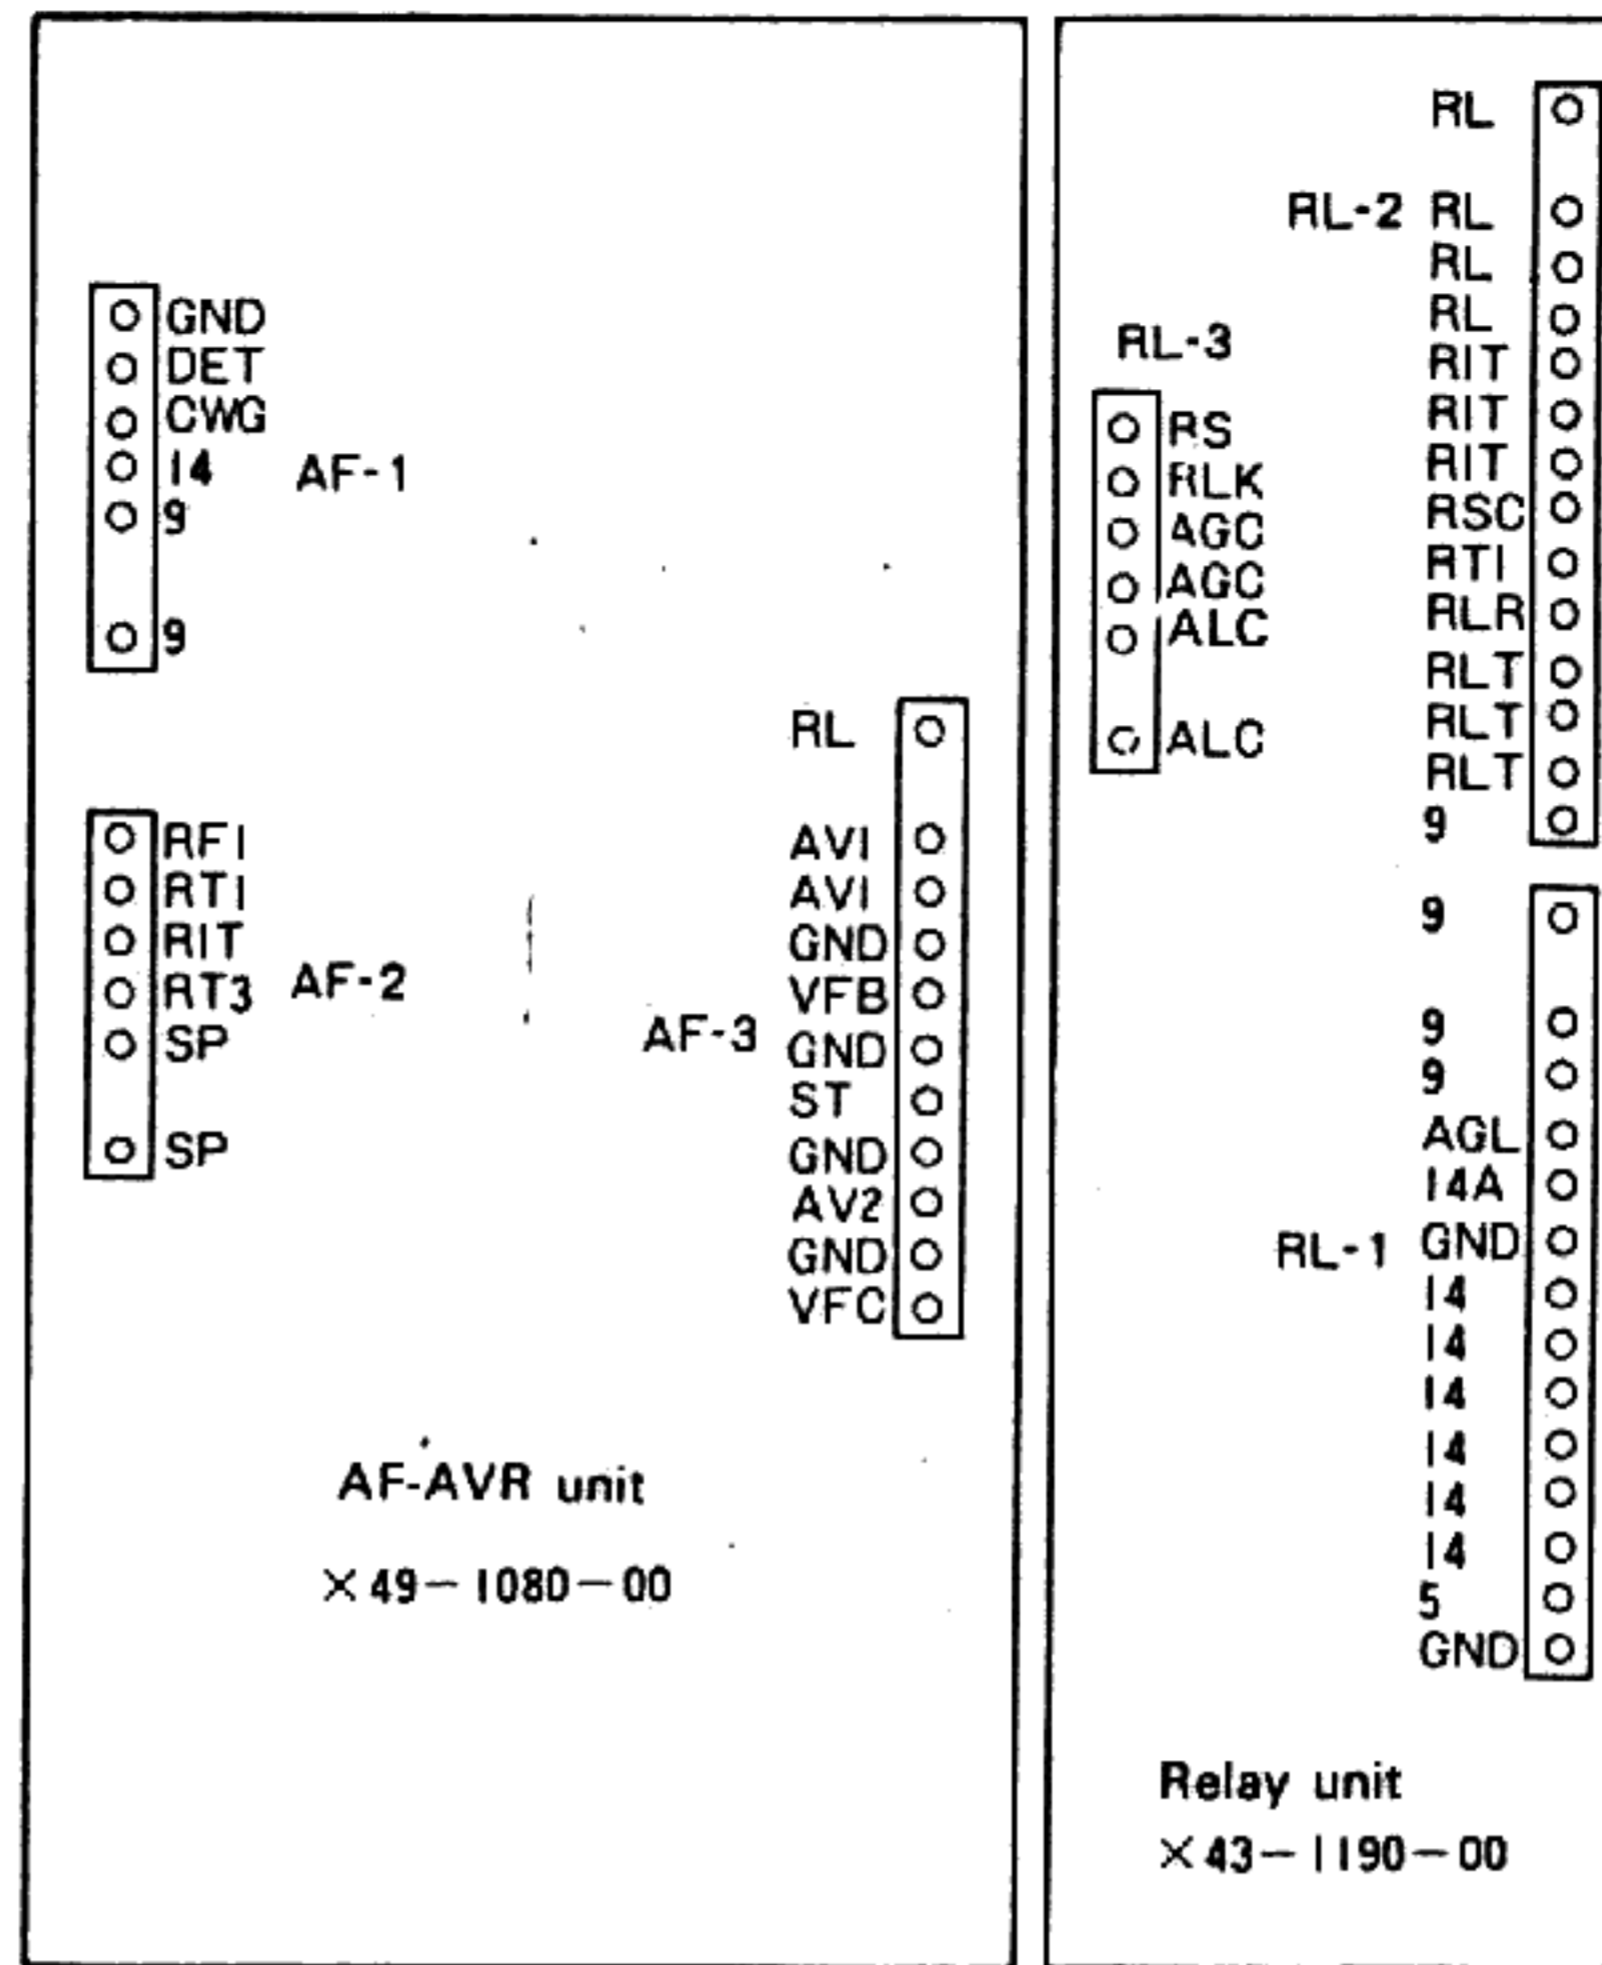 GND
DET
CWG
14
9
9
AF-1
RF1
RT1
RIT
RT3
SP
SP
AF-2
RL
AV1
AV1
GND
VFB
GND
ST
GND
AV2
GND
VFC
AF-3
AF-AVR unit
X49-1080-00
RL-3
RS
RLK
AGC
AGC
ALC
ALC
RL
RL-2 RL
RL
RL
RIT
RIT
RIT
RSC
RT1
RLR
RLT
RLT
RLT
9
9
9
9
AGL
14A
RL-1 GND
14
14
14
14
14
14
5
GND
Relay unit
X43-1190-00